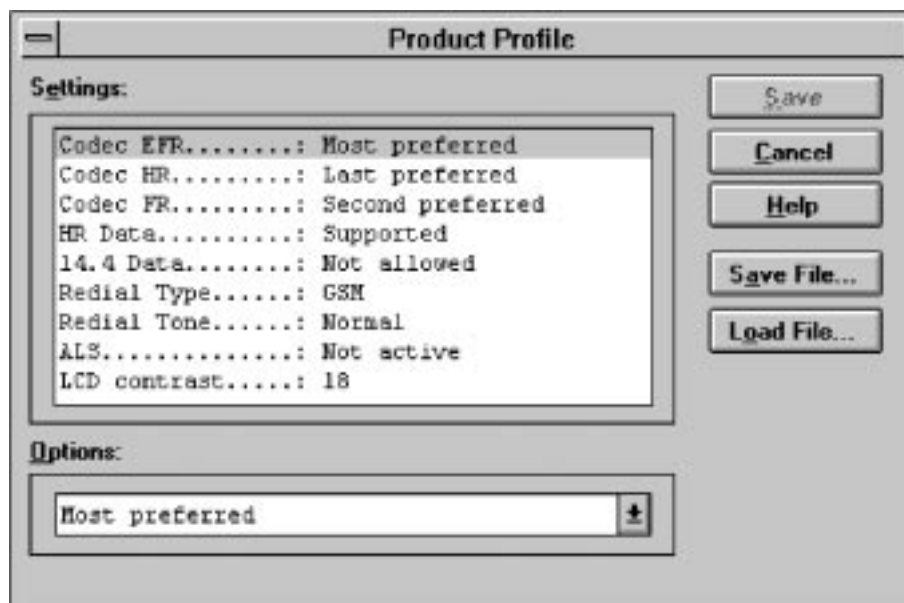 Product Profile
Settings:
Codec EFR........: Most preferred
Codec HR.........: Last preferred
Codec FR.........: Second preferred
HR Data..........: Supported
14.4 Data........: Not allowed
Redial Type......: GSM
Redial Tone......: Normal
ALS..............: Not active
LCD contrast.....: 18
Options:
Most preferred
Save
Cancel
Help
Save File...
Load File...